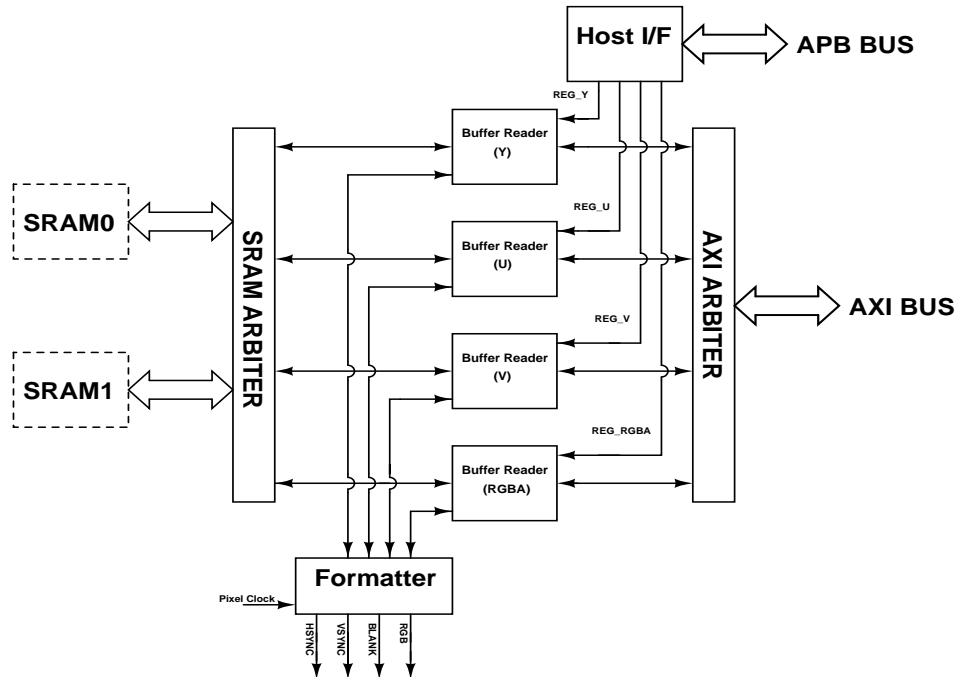 Host I/F
APB BUS
REG_Y
Buffer Reader
(Y)
SRAM0
REG_U
Buffer Reader
(U)
SRAM ARBITER
AXI ARBITER
AXI BUS
REG_V
Buffer Reader
(V)
SRAM1
REG_RGBA
Buffer Reader
(RGBA)
Formatter
Pixel Clock
HSYNC
VSYNC
BLANK
RGB